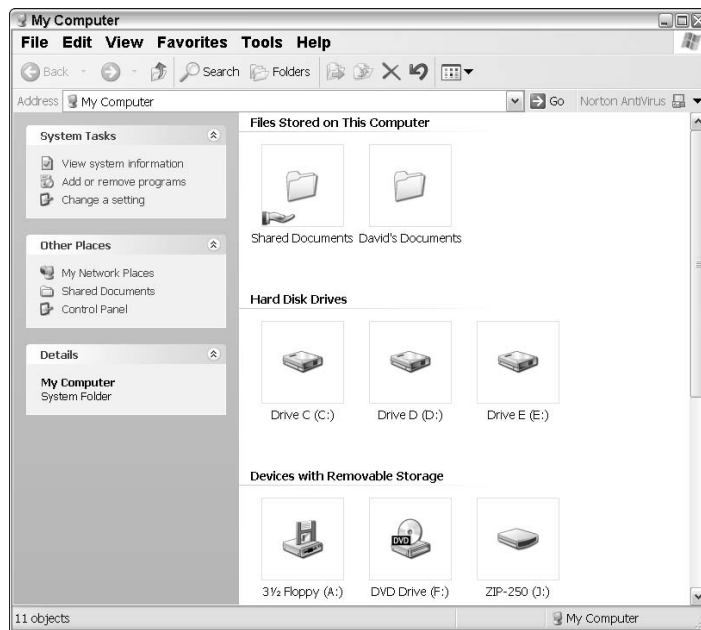 My Computer
File Edit View Favorites Tools Help
Back Search Folders
Address My Computer Go Norton AntiVirus
System Tasks
View system information
Add or remove programs
Change a setting
Other Places
My Network Places
Shared Documents
Control Panel
Details
My Computer
System Folder
Files Stored on This Computer
Shared Documents David's Documents
Hard Disk Drives
Drive C (C:) Drive D (D:) Drive E (E:)
Devices with Removable Storage
DVD
3½ Floppy (A:) DVD Drive (F:) ZIP-250 (J:)
11 objects My Computer